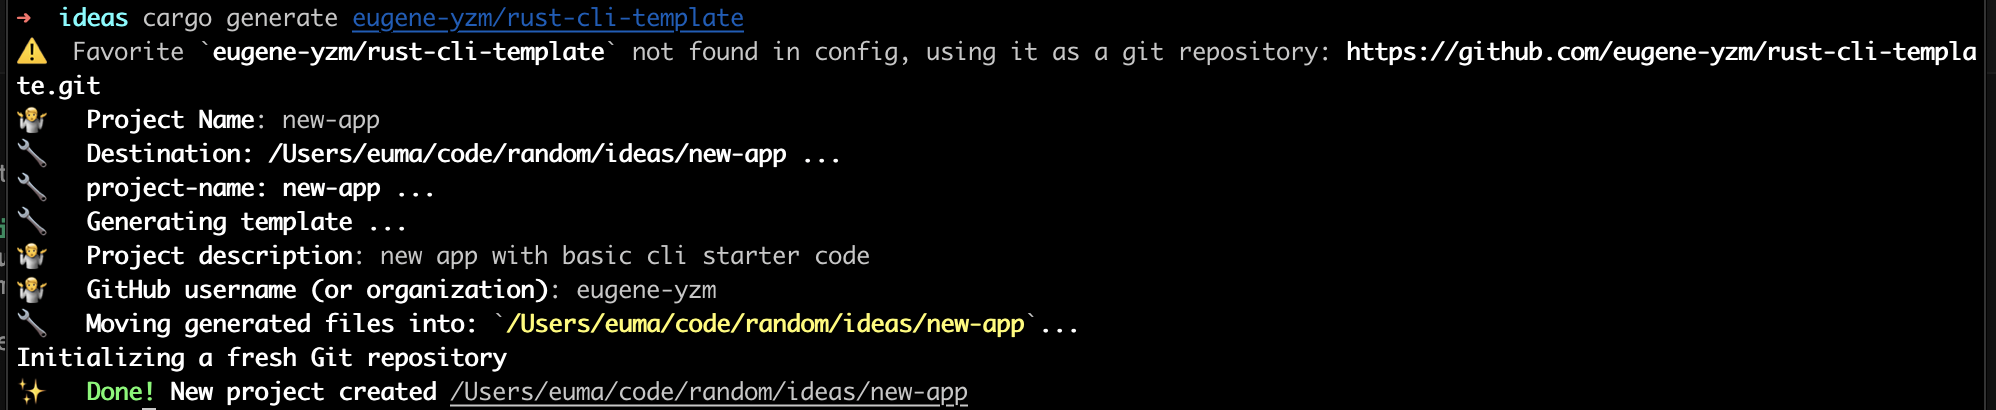 → ideas cargo generate eugene-yzm/rust-cli-template
⚠️ Favorite `eugene-yzm/rust-cli-template` not found in config, using it as a git repository: https://github.com/eugene-yzm/rust-cli-templa
te.git
🤷 Project Name: new-app
🔧 Destination: /Users/euma/code/random/ideas/new-app ...
🔧 project-name: new-app ...
🔧 Generating template ...
🤷 Project description: new app with basic cli starter code
🤷 GitHub username (or organization): eugene-yzm
🔧 Moving generated files into: `/Users/euma/code/random/ideas/new-app`...
Initializing a fresh Git repository
✨ Done! New project created /Users/euma/code/random/ideas/new-app